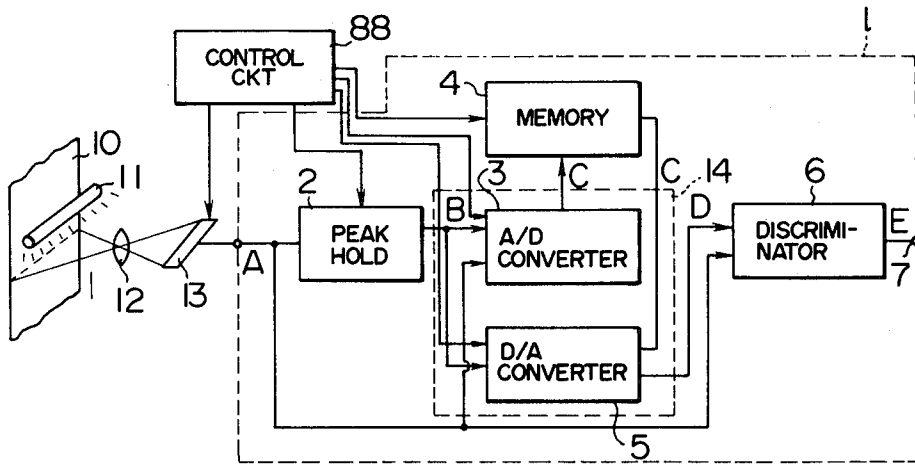 88
1
CONTROL
CKT
4
MEMORY
10
11
2
3
C
C
14
6
B
D
PEAK
HOLD
A/D
CONVERTER
DISCRIMI-
NATOR
E
7
A
12
13
1
D/A
CONVERTER
5